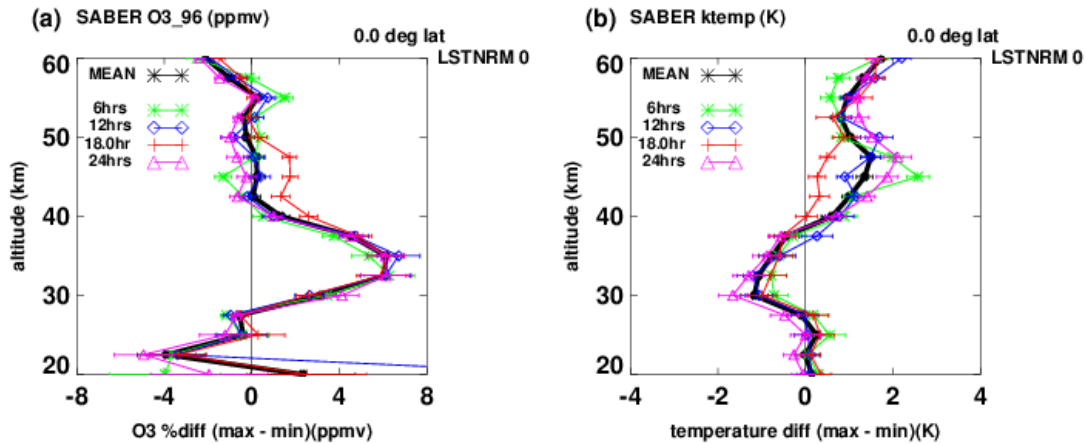 (a) SABER O3_96 (ppmv)
0.0 deg lat
LSTNRM 0
MEAN
6hrs
12hrs
18.0hr
24hrs
60
50
40
30
20
altitude (km)
-8 -4 0 4 8
O3 %diff (max - min)(ppmv)
(b) SABER ktemp (K)
0.0 deg lat
LSTNRM 0
MEAN
6hrs
12hrs
18.0hr
24hrs
60
50
40
30
20
altitude (km)
-4 -2 0 2 4
temperature diff (max - min)(K)